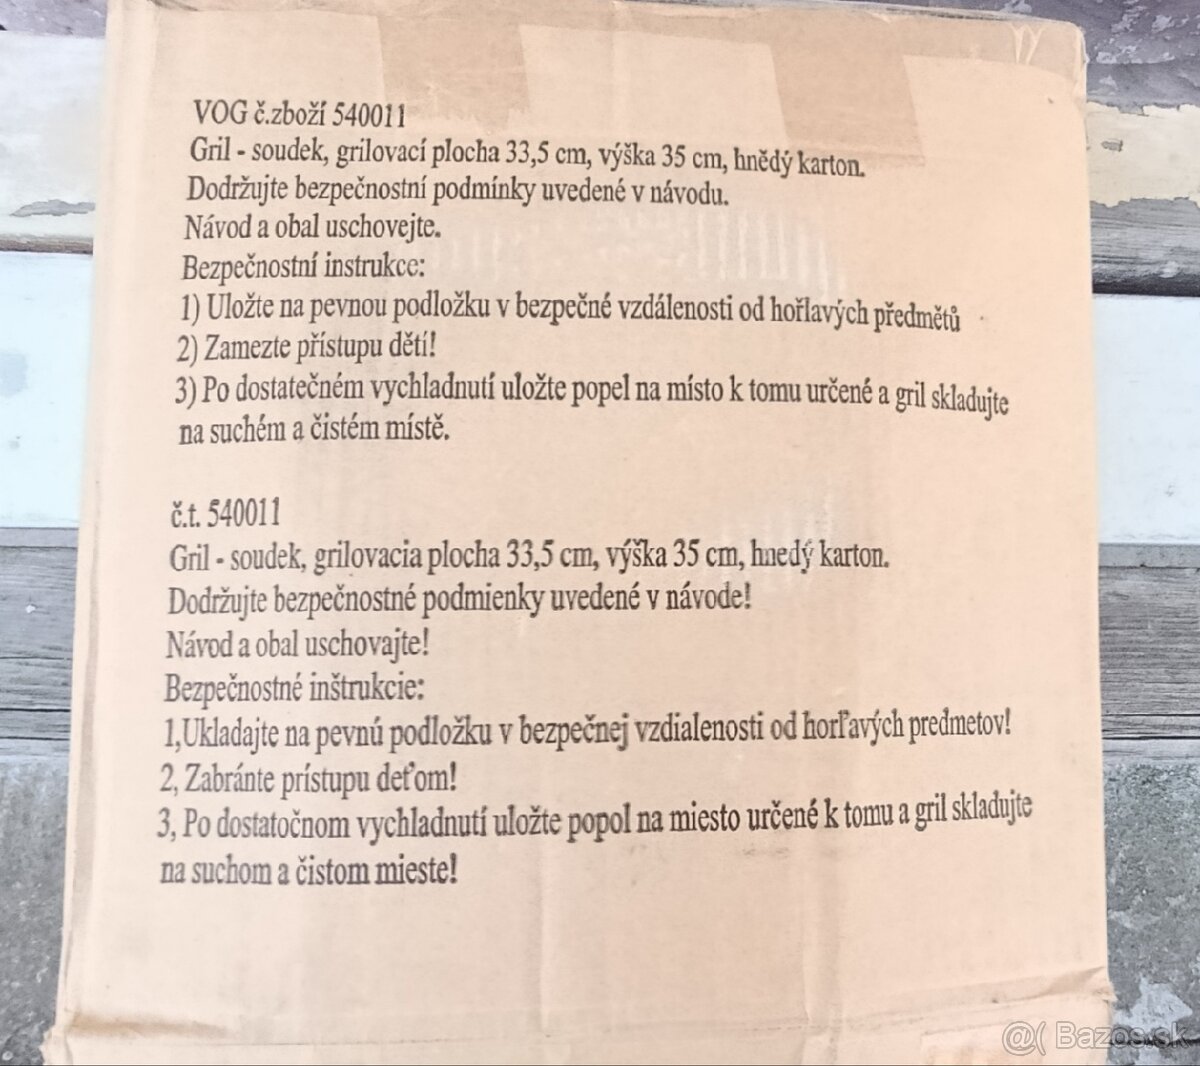 VOG č.zboží 540011
Gril - soudek, grilovací plocha 33,5 cm, výška 35 cm, hnědý karton.
Dodržujte bezpečnostní podmínky uvedené v návodu.
Návod a obal uschovejte.
Bezpečnostní instrukce:
1) Uložte na pevnou podložku v bezpečné vzdálenosti od hořlavých předmětů
2) Zamezte přístupu dětí!
3) Po dostatečném vychladnutí uložte popel na místo k tomu určené a gril skladujte
na suchém a čistém místě.
č.t. 540011
Gril - soudek, grilovacia plocha 33,5 cm, výška 35 cm, hnedý karton.
Dodržujte bezpečnostné podmienky uvedené v návode!
Návod a obal uschovajte!
Bezpečnostné inštrukcie:
1,Ukladajte na pevnú podložku v bezpečnej vzdialenosti od horľavých predmetov!
2, Zabránte prístupu deťom!
3, Po dostatočnom vychladnutí uložte popol na miesto určené k tomu a gril skladujte
na suchom a čistom mieste!
@( Bazos.sk